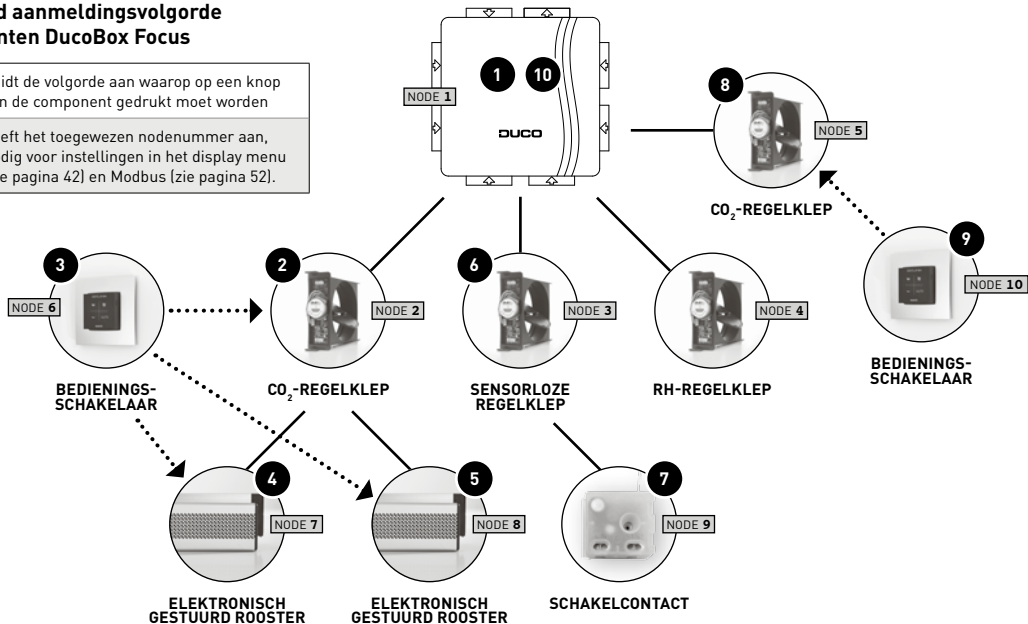 d aanmeldingsvolgorde
nten DucoBox Focus
idt de volgorde aan waarop op een knop
n de component gedrukt moet worden
eft het toegewezen nodenummer aan,
dig voor instellingen in het display menu
e pagina 42) en Modbus (zie pagina 52).
1
10
NODE 1
DUCO
8
NODE 5
CO2-REGELKLEP
9
NODE 10
BEDIENINGS-
SCHAKELAAR
3
NODE 6
BEDIENINGS-
SCHAKELAAR
2
NODE 2
CO2-REGELKLEP
6
NODE 3
SENSORLOZE
REGELKLEP
NODE 4
RH-REGELKLEP
4
NODE 7
ELEKTRONISCH
GESTUURD ROOSTER
5
NODE 8
ELEKTRONISCH
GESTUURD ROOSTER
7
NODE 9
SCHAKELCONTACT